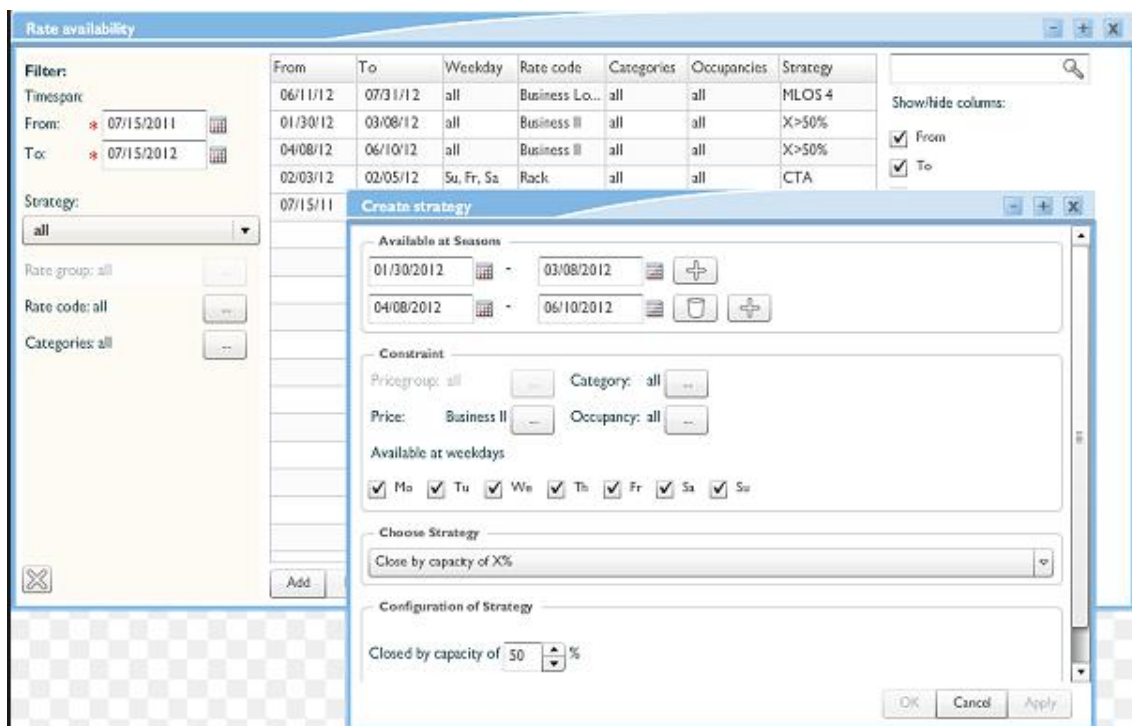 Rate availability
Filter:
Timespan:
From: * 07/15/2011
To: * 07/15/2012
Strategy:
all
Rate group: all ...
Rate code: all ...
Categories: all ...
From To Weekday Rate code Categories Occupancies Strategy
06/11/12 07/31/12 all Business Lo... all all MLOS 4
01/30/12 03/08/12 all Business II all all X>50%
04/08/12 06/10/12 all Business II all all X>50%
02/03/12 02/05/12 Su, Fr, Sa Rack all all CTA
07/15/11
Add
Show/hide columns:
From
To
Create strategy
Available at Seasons
01/30/2012 - 03/08/2012
04/08/2012 - 06/10/2012
Constraint
Pricegroup: all ... Category: all ...
Price: Business II ... Occupancy: all ...
Available at weekdays
Mo Tu We Th Fr Sa Su
Choose Strategy
Close by capacity of X%
Configuration of Strategy
Closed by capacity of 50 %
OK Cancel Apply